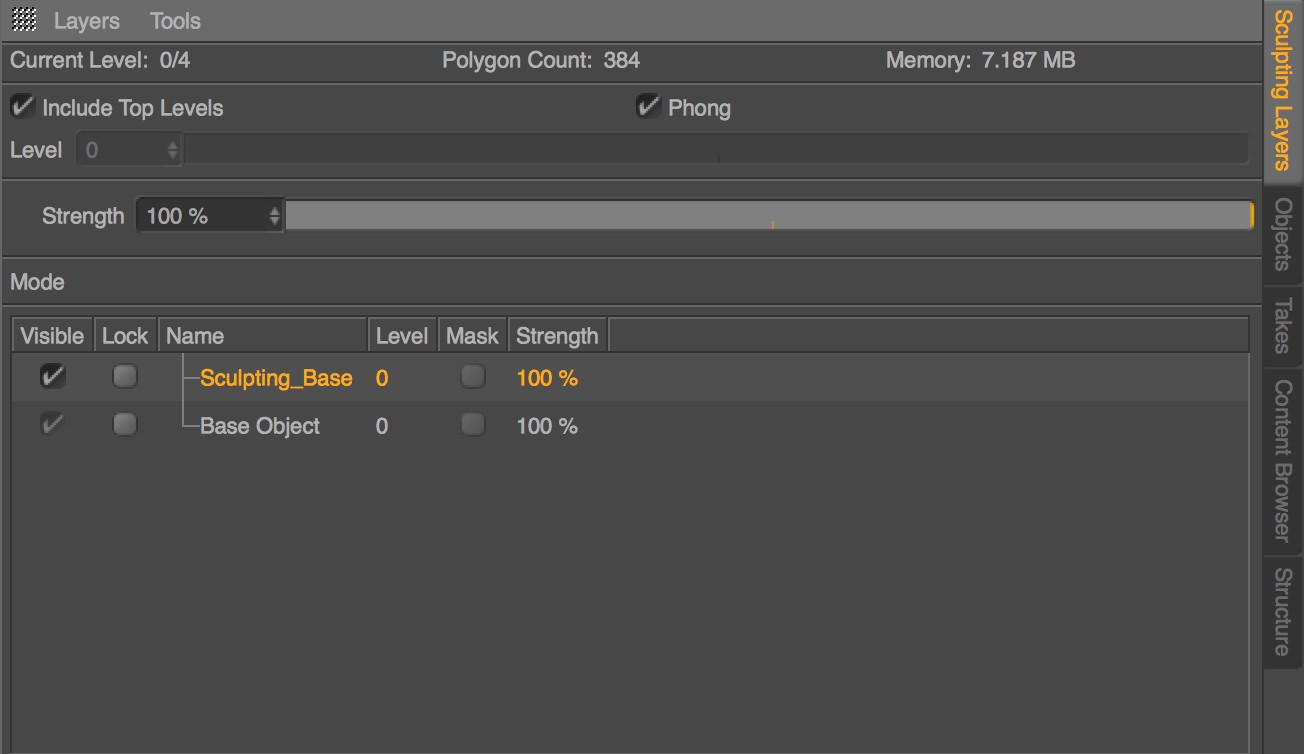 Layers Tools
Current Level: 0/4 Polygon Count: 384 Memory: 7.187 MB
Include Top Levels Phong
Level 0
Strength 100 %
Mode
Visible Lock Name Level Mask Strength
Sculpting_Base 0 100 %
Base Object 0 100 %
Sculpting Layers
Objects
Takes
Content Browser
Structure